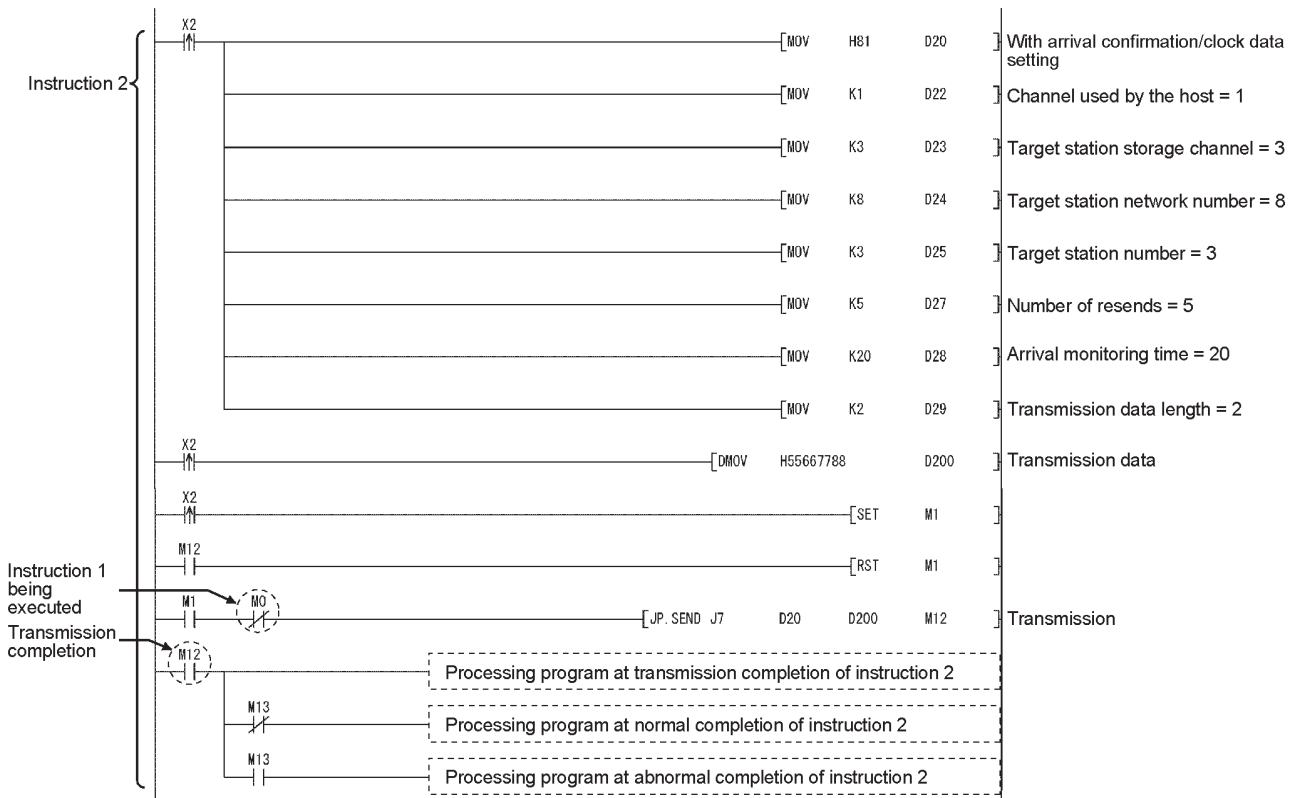 X2
[MOV H81 D20 ] With arrival confirmation/clock data
setting
Instruction 2
[MOV K1 D22 ] Channel used by the host = 1
[MOV K3 D23 ] Target station storage channel = 3
[MOV K8 D24 ] Target station network number = 8
[MOV K3 D25 ] Target station number = 3
[MOV K5 D27 ] Number of resends = 5
[MOV K20 D28 ] Arrival monitoring time = 20
[MOV K2 D29 ] Transmission data length = 2
X2
[DMOV H55667788 D200 ] Transmission data
X2
[SET M1 ]
M12
[RST M1 ]
Instruction 1
being
executed
M1 M0
[JP.SEND J7 D20 D200 M12 ] Transmission
Transmission
completion
M12
Processing program at transmission completion of instruction 2
M13
Processing program at normal completion of instruction 2
M13
Processing program at abnormal completion of instruction 2